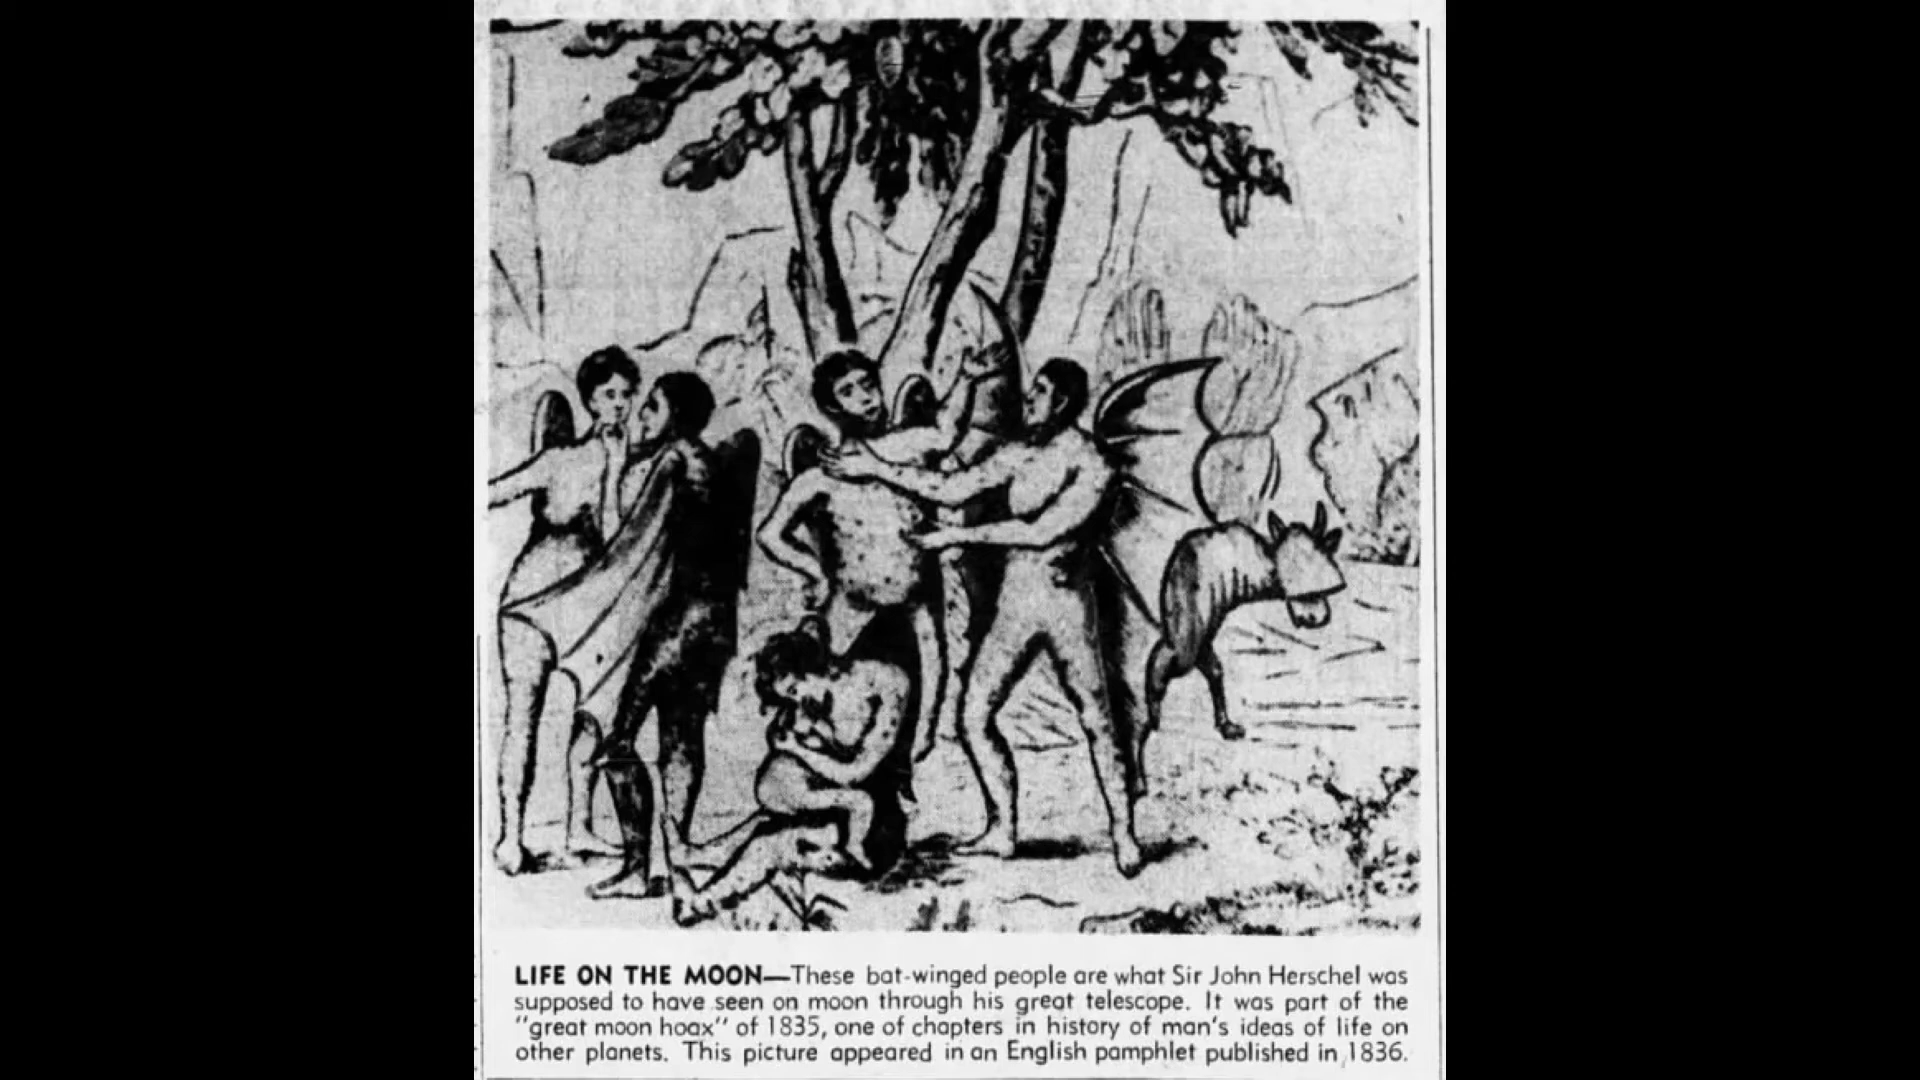 LIFE ON THE MOON—These bat-winged people are what Sir John Herschel was
supposed to have seen on moon through his great telescope. It was part of the
"great moon hoax" of 1835, one of chapters in history of man's ideas of life on
other planets. This picture appeared in an English pamphlet published in 1836.